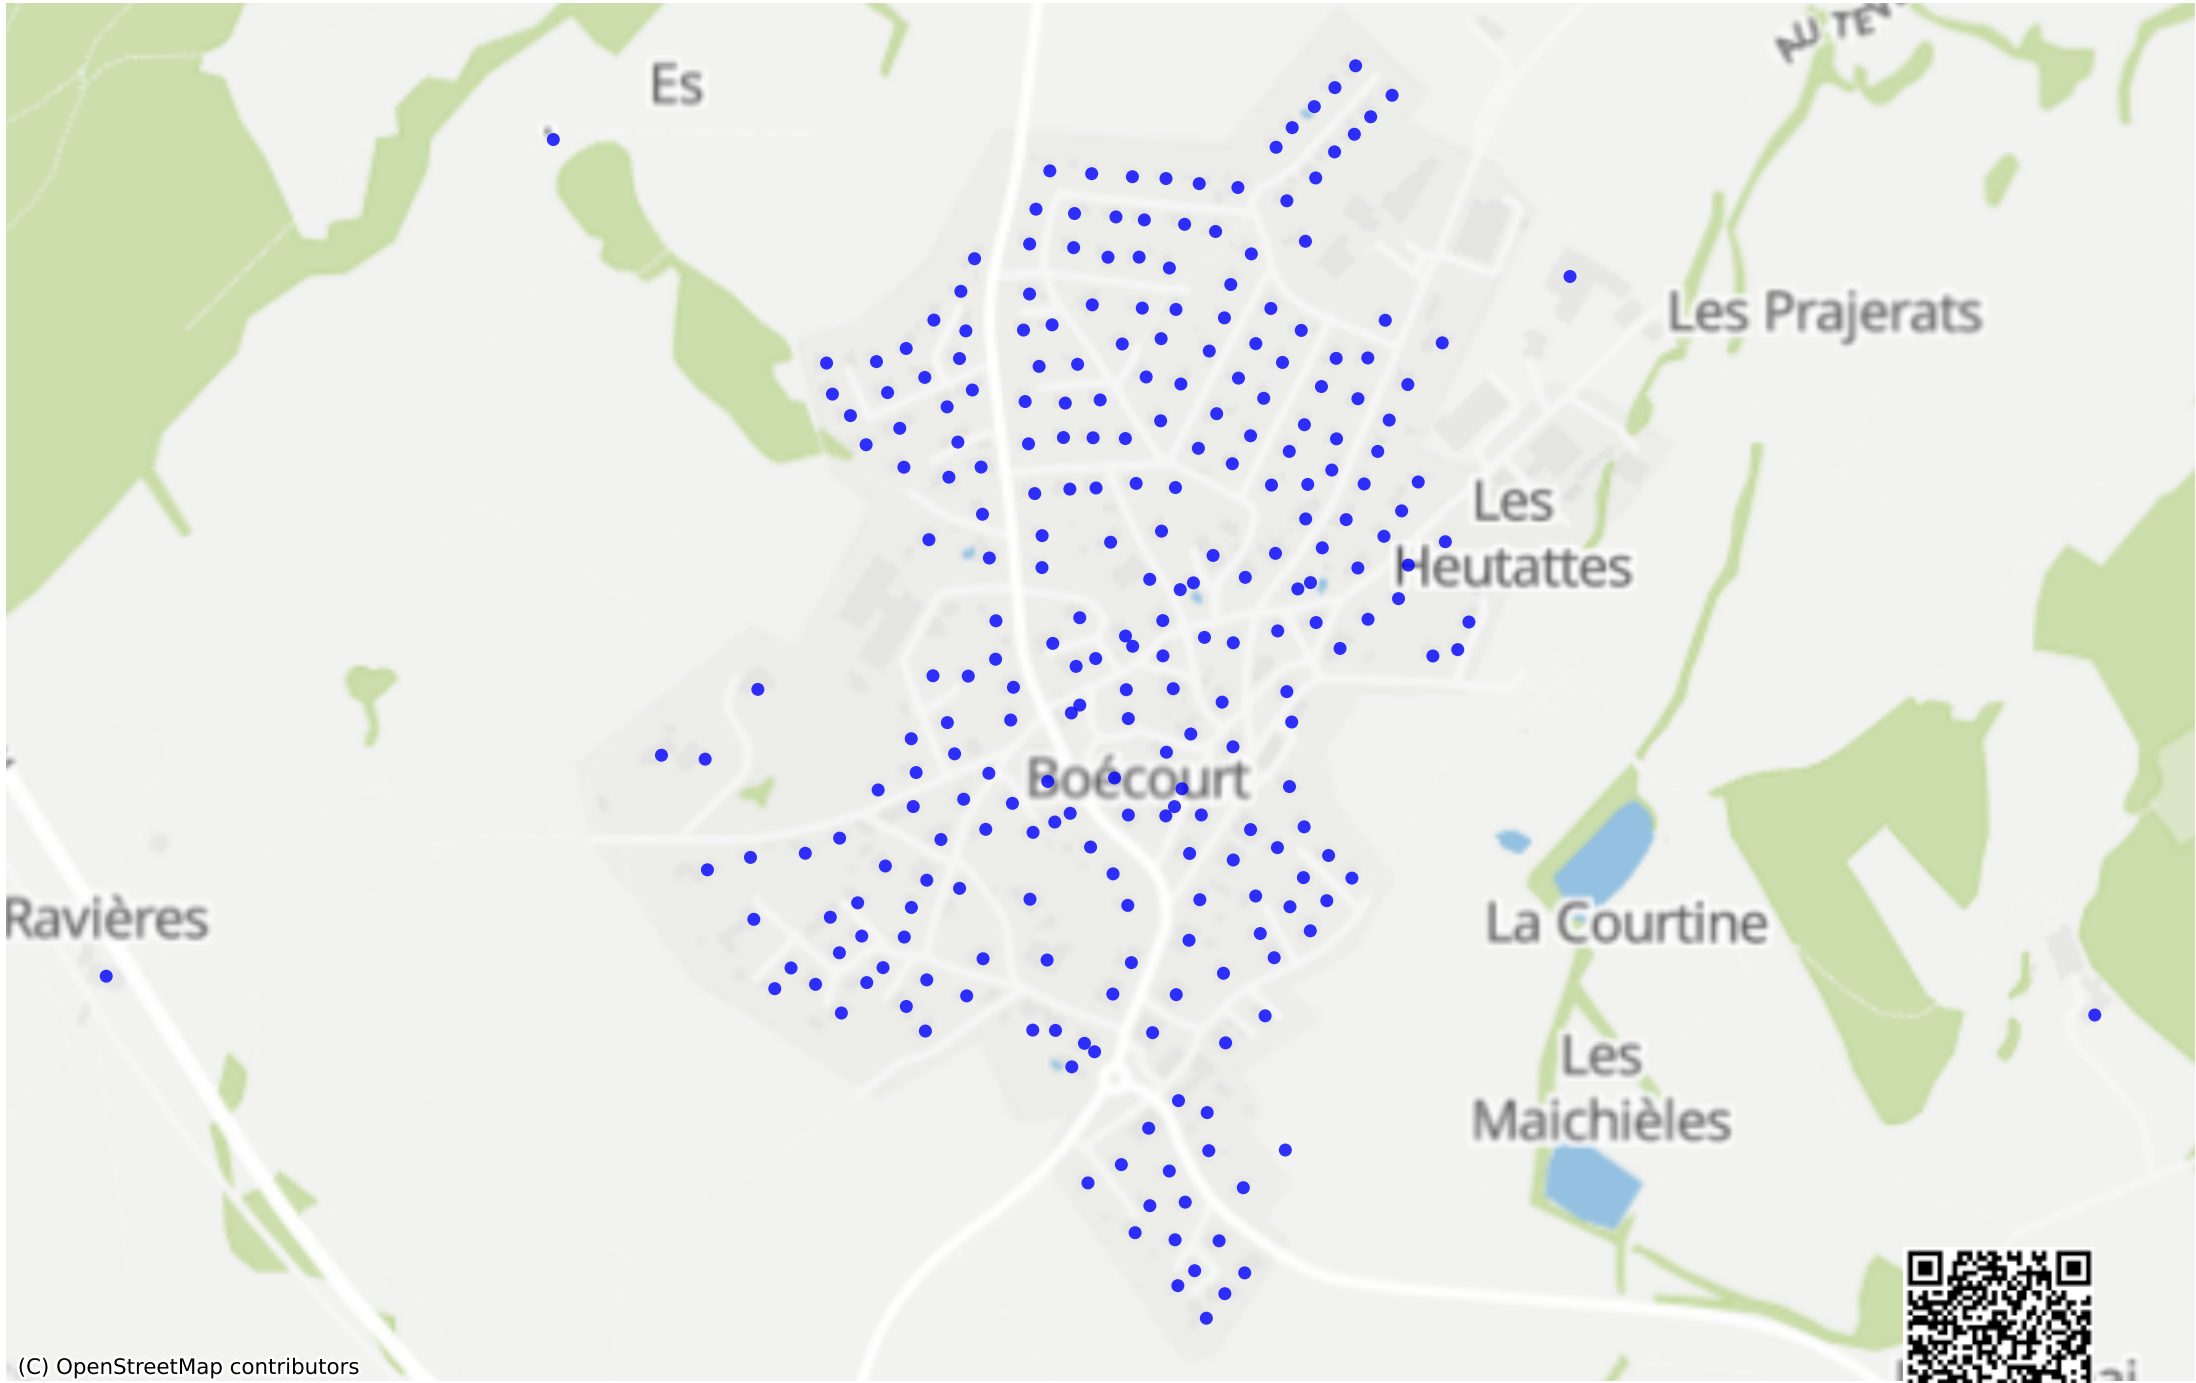 Es
Les Prajerats
Les
Heutattes
Boécourt
Ravières
La Courtine
Les
Maichièles
(C) OpenStreetMap contributors